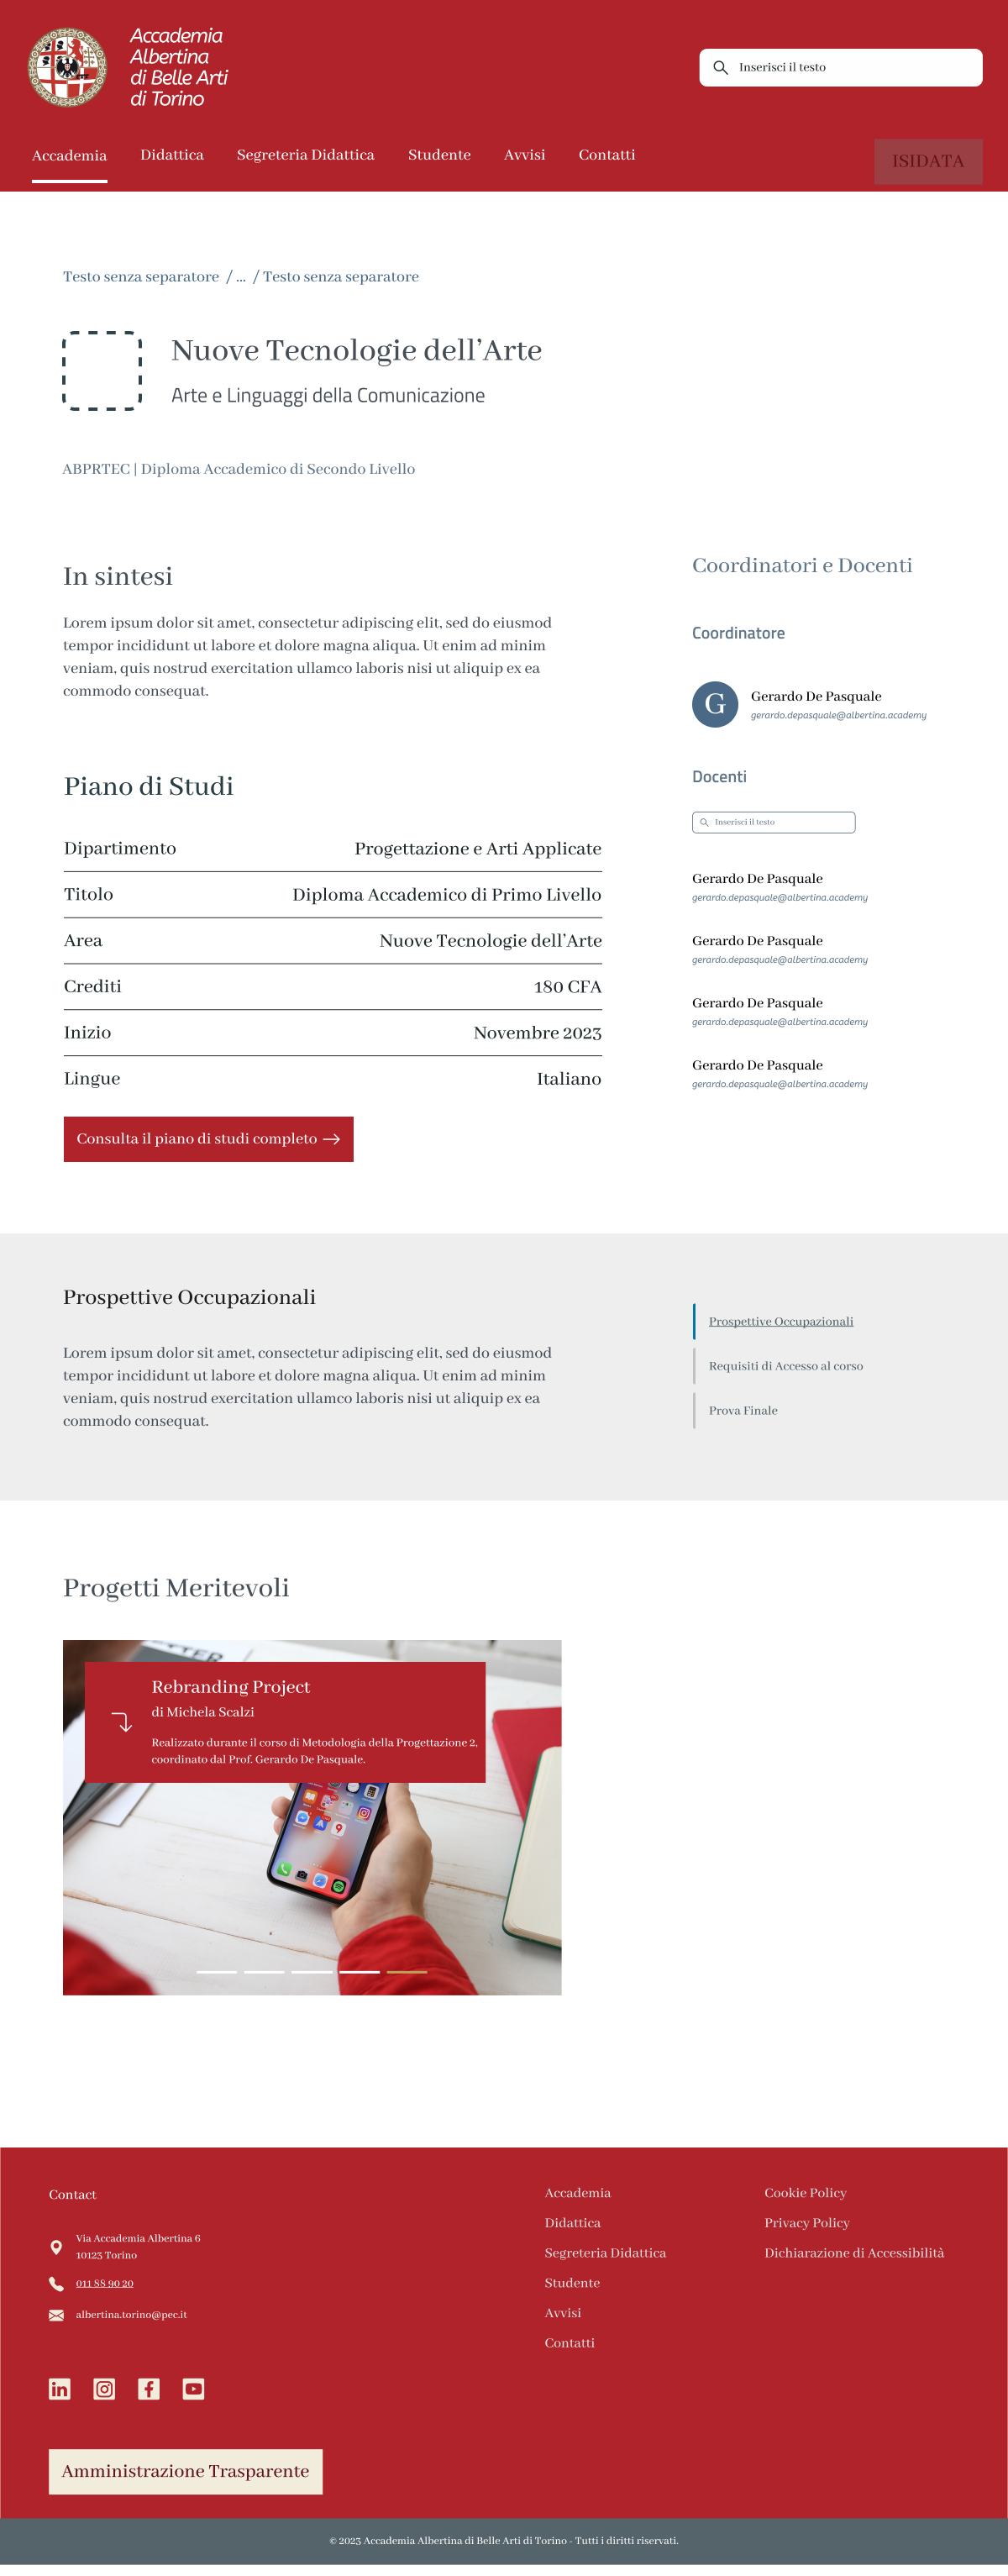 Accademia
Albertina
di Belle Arti
di Torino
Inserisci il testo
Accademia
Didattica
Segreteria Didattica
Studente
Avvisi
Contatti
ISIDATA
Testo senza separatore / ... / Testo senza separatore
Nuove Tecnologie dell’Arte
Arte e Linguaggi della Comunicazione
ABPRTEC | Diploma Accademico di Secondo Livello
In sintesi
Lorem ipsum dolor sit amet, consectetur adipiscing elit, sed do eiusmod
tempor incididunt ut labore et dolore magna aliqua. Ut enim ad minim
veniam, quis nostrud exercitation ullamco laboris nisi ut aliquip ex ea
commodo consequat.
Piano di Studi
Dipartimento Progettazione e Arti Applicate
Titolo Diploma Accademico di Primo Livello
Area Nuove Tecnologie dell’Arte
Crediti 180 CFA
Inizio Novembre 2023
Lingue Italiano
Consulta il piano di studi completo
Coordinatori e Docenti
Coordinatore
G
Gerardo De Pasquale
gerardo.depasquale@albertina.academy
Docenti
Inserisci il testo
Gerardo De Pasquale
gerardo.depasquale@albertina.academy
Gerardo De Pasquale
gerardo.depasquale@albertina.academy
Gerardo De Pasquale
gerardo.depasquale@albertina.academy
Gerardo De Pasquale
gerardo.depasquale@albertina.academy
Prospettive Occupazionali
Lorem ipsum dolor sit amet, consectetur adipiscing elit, sed do eiusmod
tempor incididunt ut labore et dolore magna aliqua. Ut enim ad minim
veniam, quis nostrud exercitation ullamco laboris nisi ut aliquip ex ea
commodo consequat.
Prospettive Occupazionali
Requisiti di Accesso al corso
Prova Finale
Progetti Meritevoli
Rebranding Project
di Michela Scalzi
Realizzato durante il corso di Metodologia della Progettazione 2,
coordinato dal Prof. Gerardo De Pasquale.
Contact
Via Accademia Albertina 6
10123 Torino
011 88 90 20
albertina.torino@pec.it
Accademia
Didattica
Segreteria Didattica
Studente
Avvisi
Contatti
Cookie Policy
Privacy Policy
Dichiarazione di Accessibilità
Amministrazione Trasparente
© 2023 Accademia Albertina di Belle Arti di Torino - Tutti i diritti riservati.